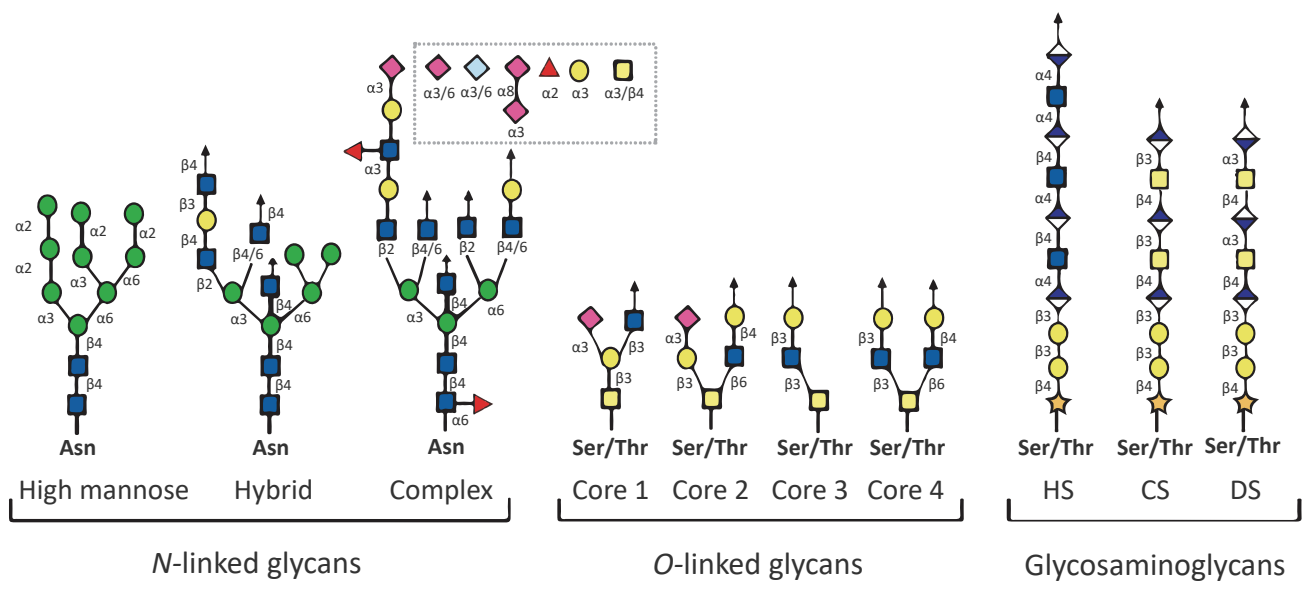 α2
α2
α2
α2
α3
α6
α3
α6
β4
β4
Asn
High mannose
β4
β3
β4
β4
β4/6
β2
β4
α3
α6
β4
β4
Asn
Hybrid
α3
α3
β2
β4/6
β2
β4/6
β4
α3
α6
β4
β4
α6
Asn
Complex
α3/6
α3/6
α8
α3
α2
α3
α3/β4
N-linked glycans
α3
β3
β3
Ser/Thr
Core 1
α3
β4
β3
β6
Ser/Thr
Core 2
β3
β3
Ser/Thr
Core 3
β3
β4
β3
β6
Ser/Thr
Core 4
O-linked glycans
α4
α4
β4
β4
α4
β3
β3
β4
Ser/Thr
HS
β3
β4
β3
β4
β3
β3
β4
Ser/Thr
CS
α3
β4
α3
β4
β3
β3
β4
Ser/Thr
DS
Glycosaminoglycans